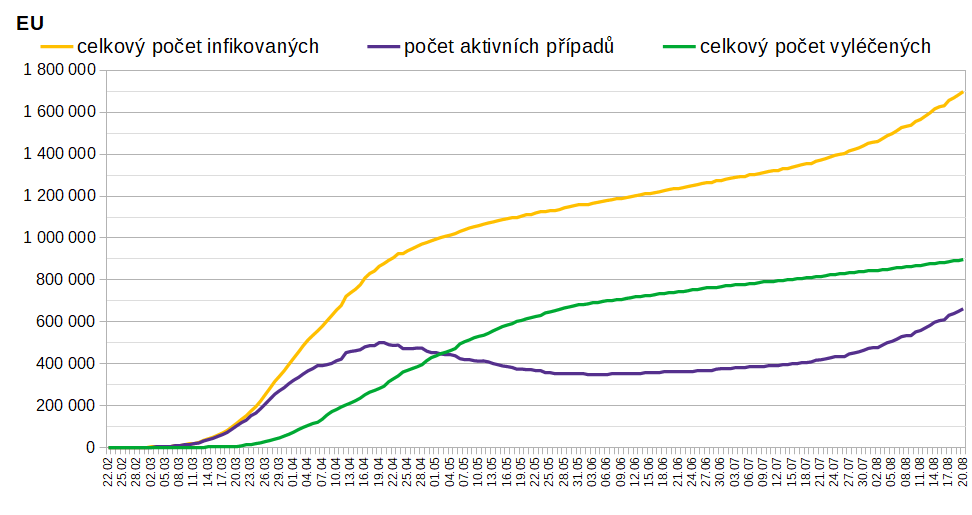 EU
celkový počet infikovaných počet aktivních případů celkový počet vyléčených
1 800 000
1 600 000
1 400 000
1 200 000
1 000 000
800 000
600 000
400 000
200 000
0
22.02 25.02 28.02 02.03 05.03 08.03 11.03 14.03 17.03 20.03 23.03 26.03 29.03 01.04 04.04 07.04 10.04 13.04 16.04 19.04 22.04 25.04 28.04 01.05 04.05 07.05 10.05 13.05 16.05 19.05 22.05 25.05 28.05 31.05 03.06 06.06 09.06 12.06 15.06 18.06 21.06 24.06 27.06 30.06 03.07 06.07 09.07 12.07 15.07 18.07 21.07 24.07 27.07 30.07 02.08 05.08 08.08 11.08 14.08 17.08 20.08